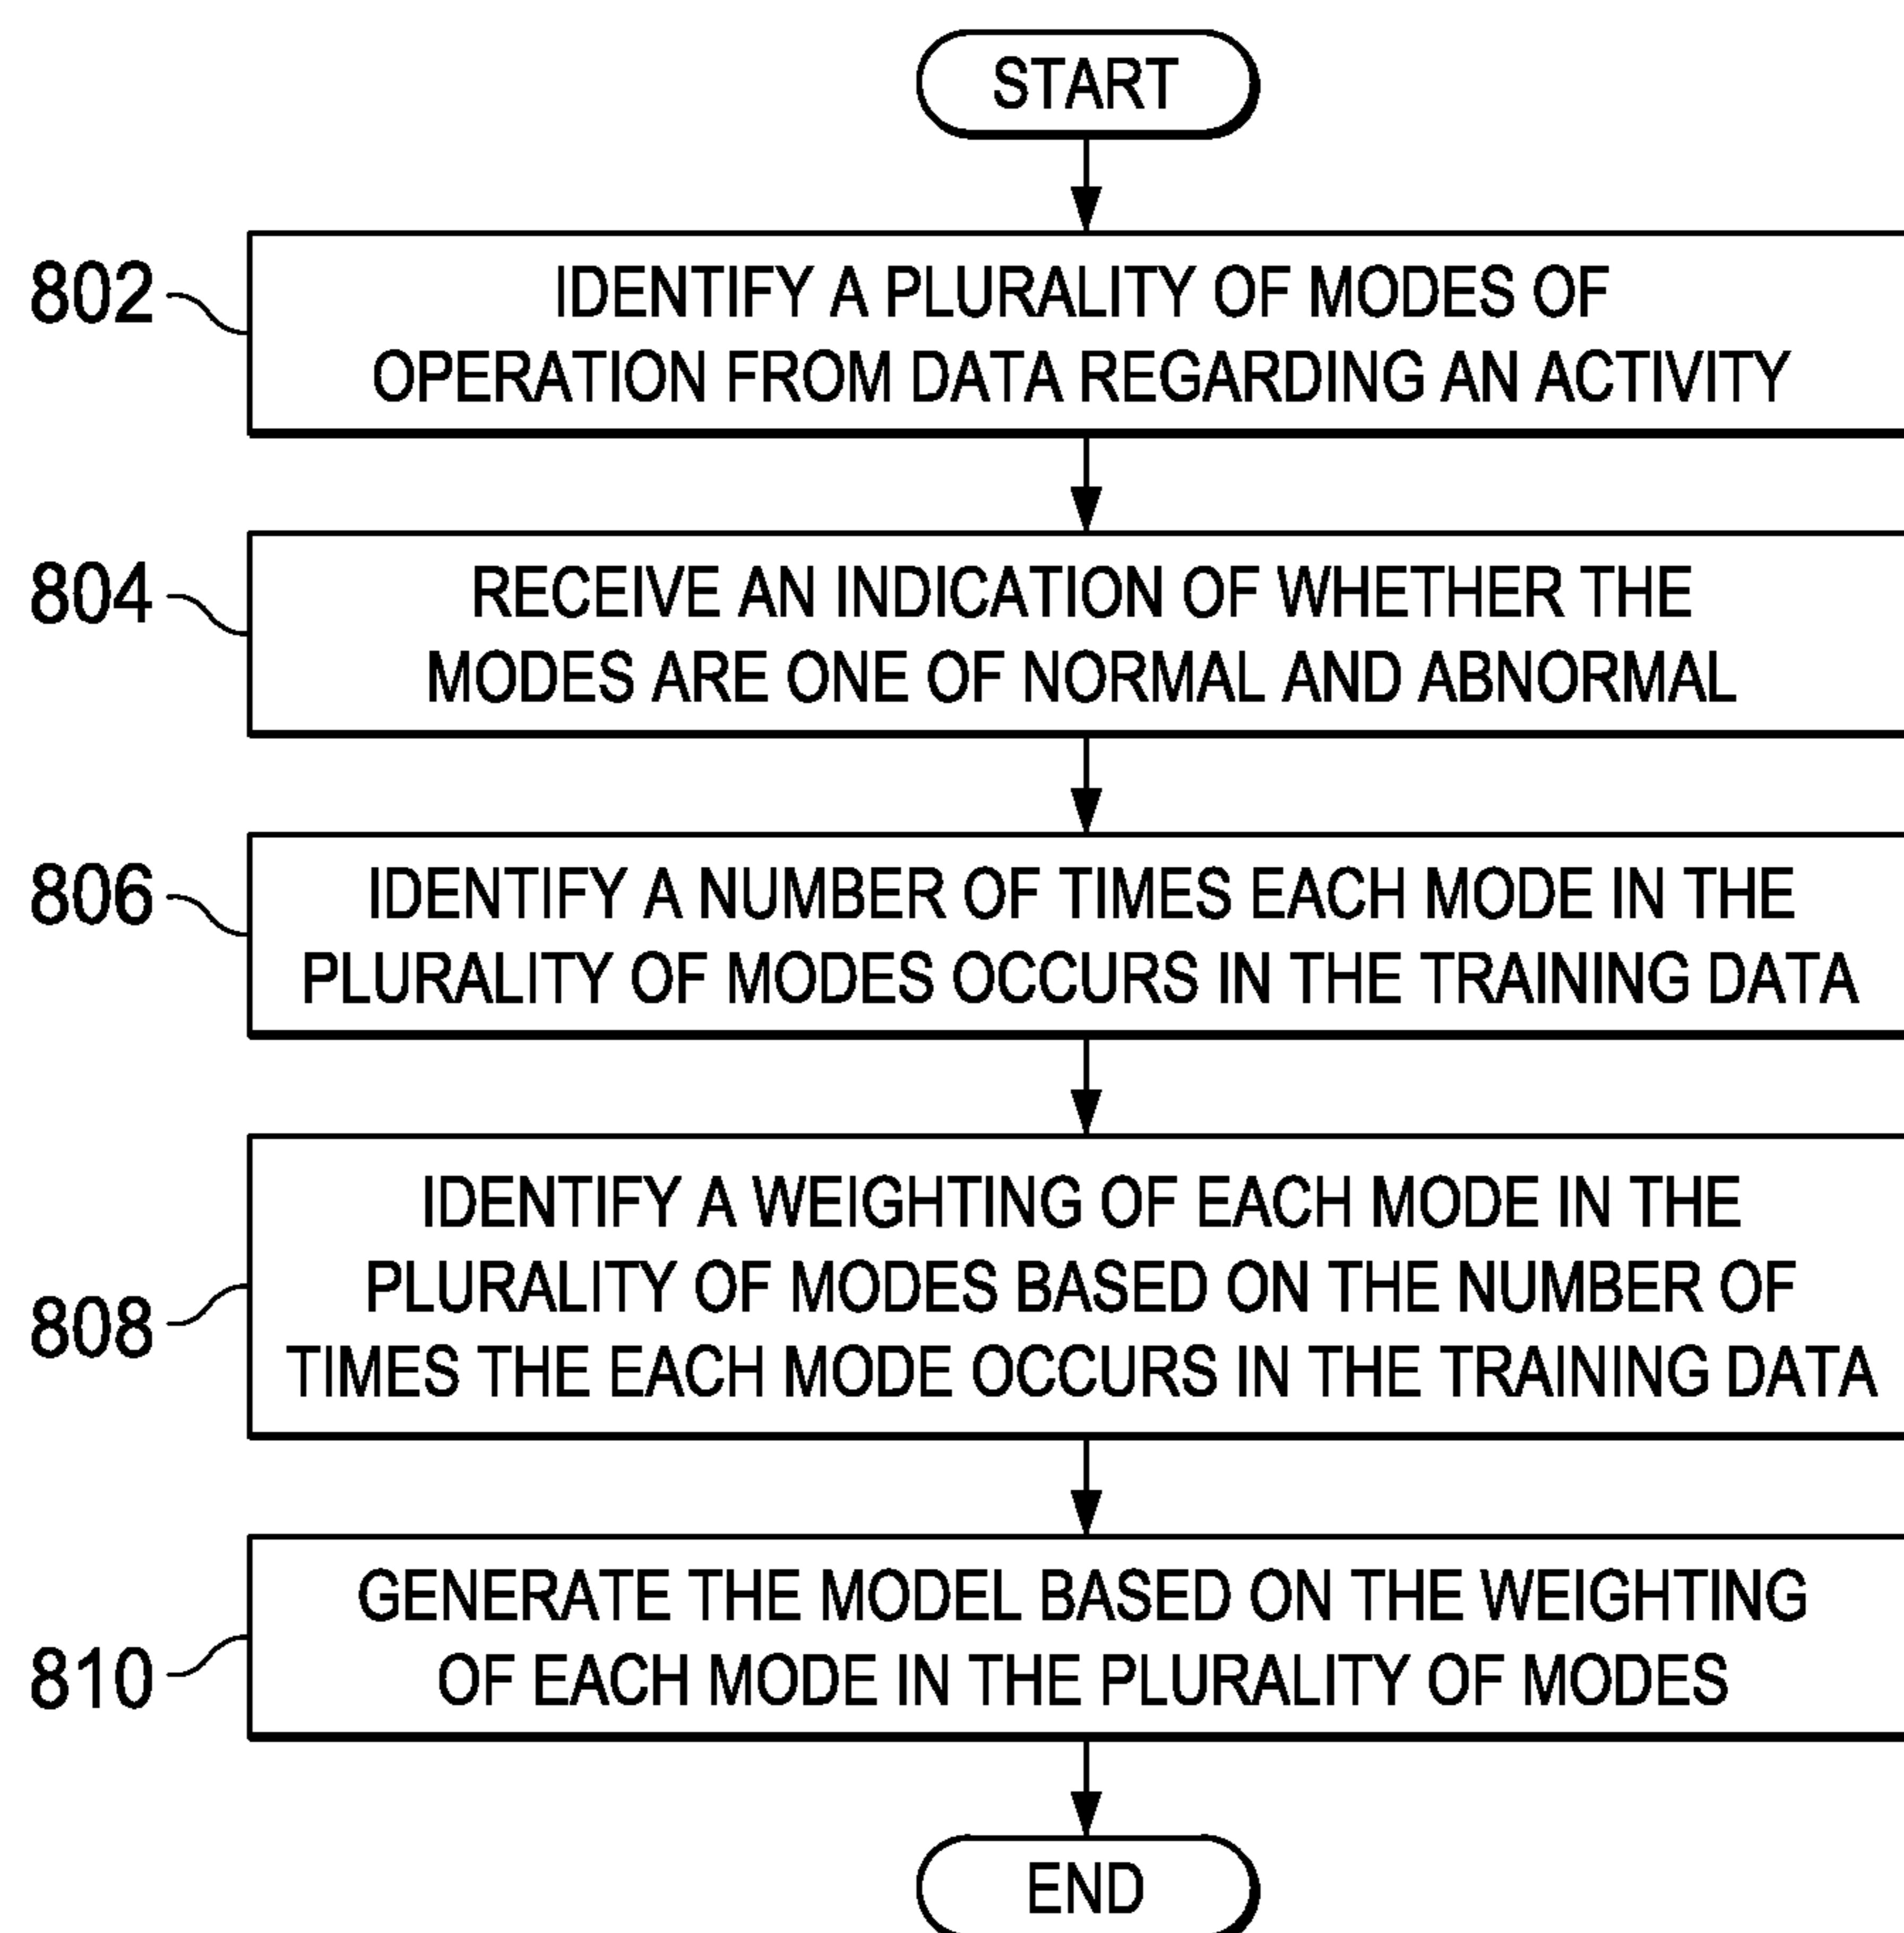 START
802
IDENTIFY A PLURALITY OF MODES OF
OPERATION FROM DATA REGARDING AN ACTIVITY
804
RECEIVE AN INDICATION OF WHETHER THE
MODES ARE ONE OF NORMAL AND ABNORMAL
806
IDENTIFY A NUMBER OF TIMES EACH MODE IN THE
PLURALITY OF MODES OCCURS IN THE TRAINING DATA
808
IDENTIFY A WEIGHTING OF EACH MODE IN THE
PLURALITY OF MODES BASED ON THE NUMBER OF
TIMES THE EACH MODE OCCURS IN THE TRAINING DATA
810
GENERATE THE MODEL BASED ON THE WEIGHTING
OF EACH MODE IN THE PLURALITY OF MODES
END